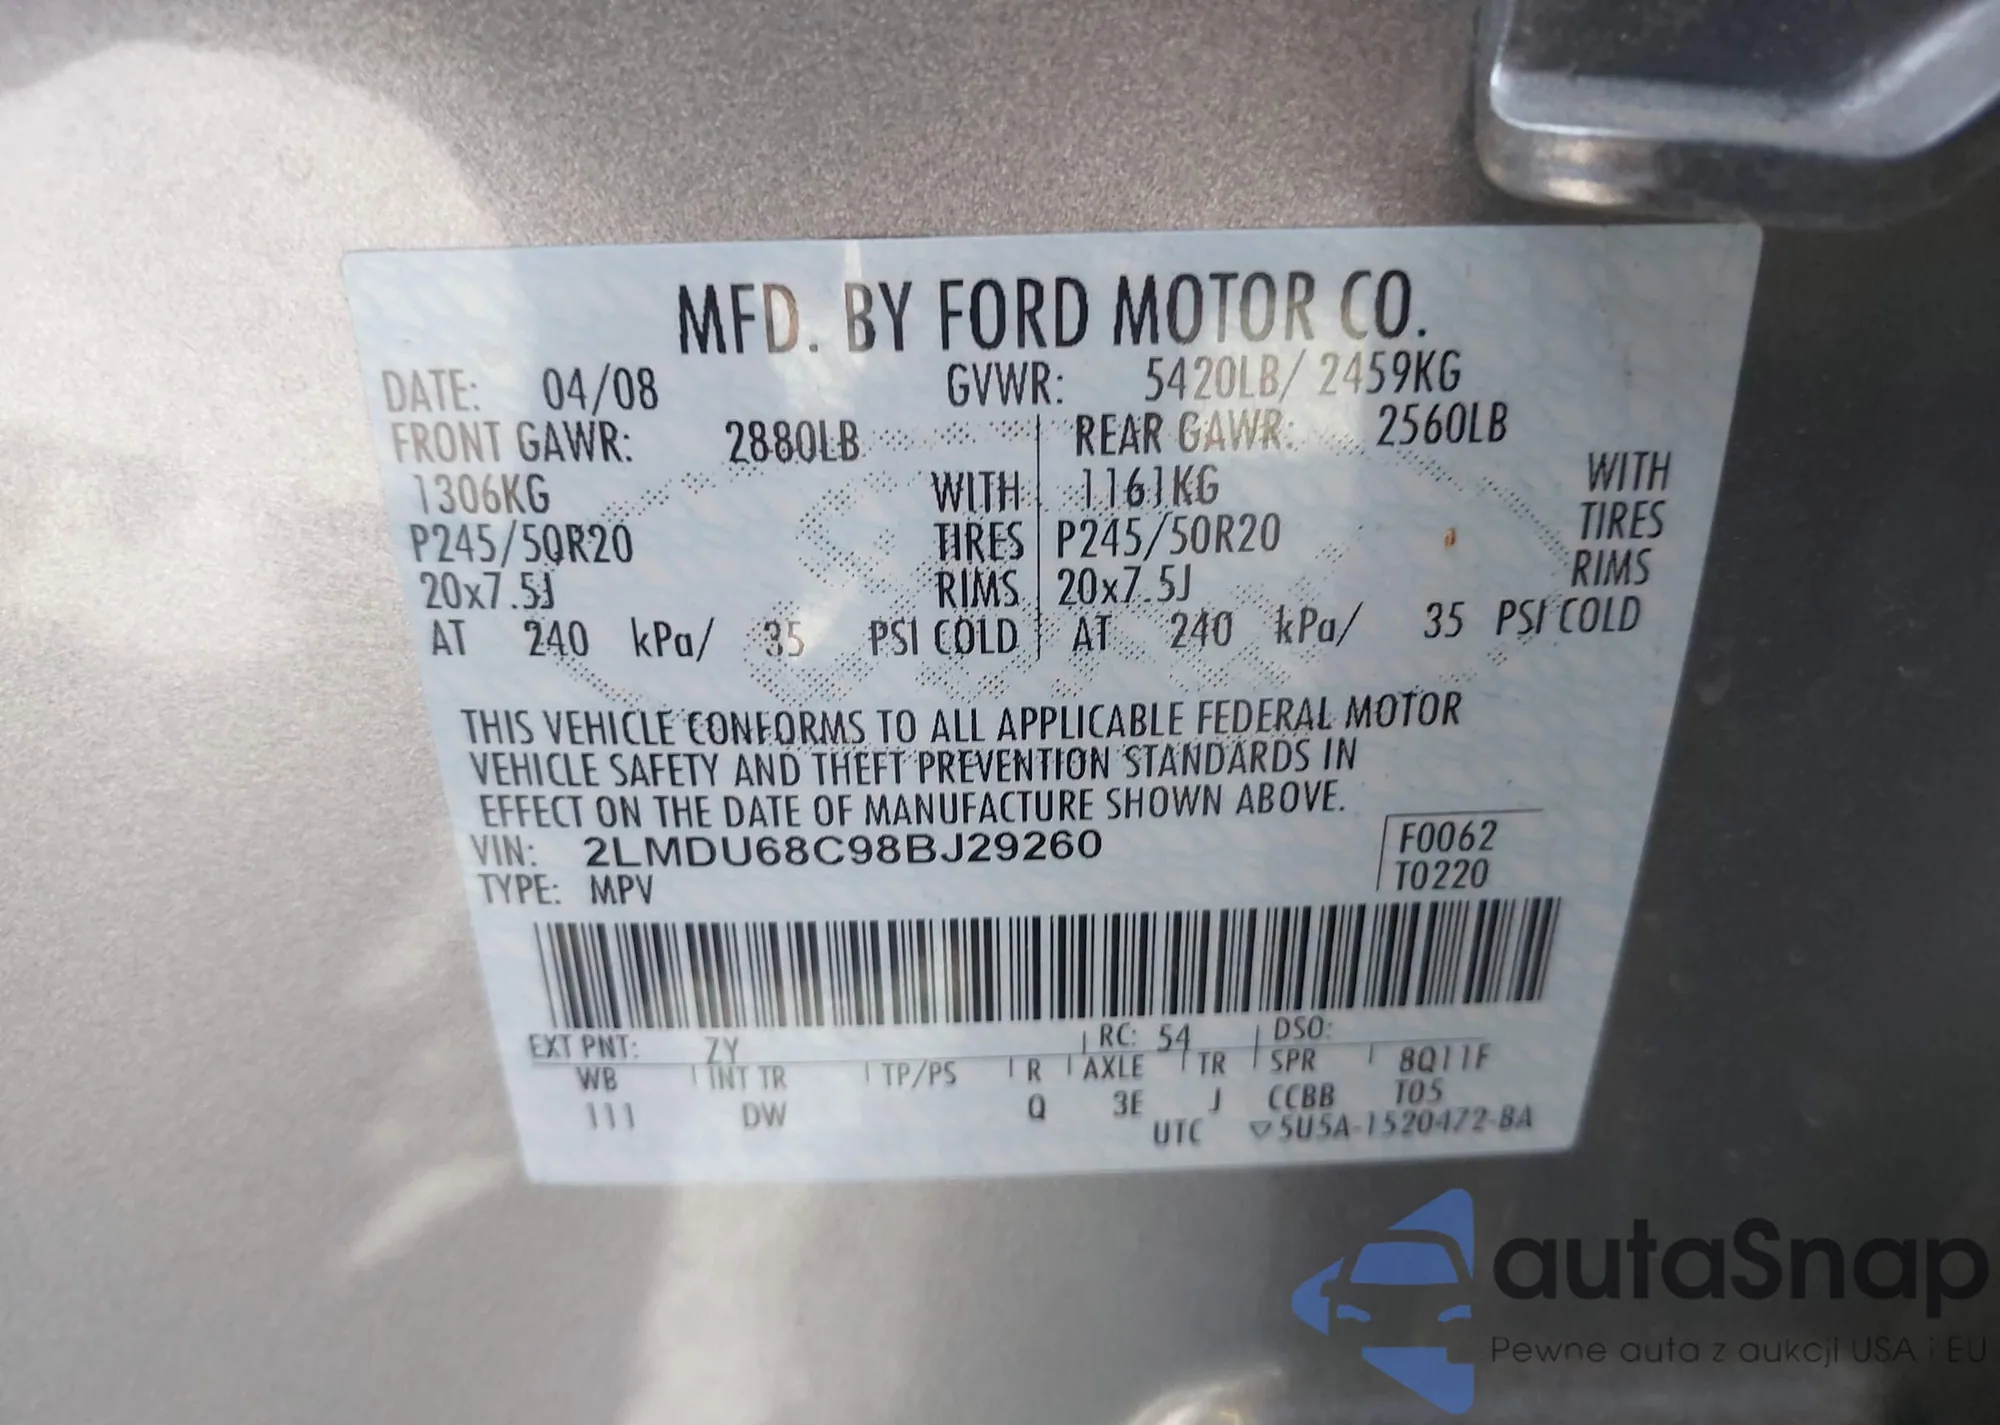 MFD. BY FORD MOTOR CO.
DATE: 04/08 GVWR: 5420LB/ 2459KG
FRONT GAWR: 2880LB REAR GAWR: 2560LB
1306KG WITH 1161KG WITH
P245/50R20 TIRES P245/50R20 TIRES
20x7.5J RIMS 20x7.5J RIMS
AT 240 kPa/ 35 PSI COLD AT 240 kPa/ 35 PSI COLD
THIS VEHICLE CONFORMS TO ALL APPLICABLE FEDERAL MOTOR
VEHICLE SAFETY AND THEFT PREVENTION STANDARDS IN
EFFECT ON THE DATE OF MANUFACTURE SHOWN ABOVE.
VIN: 2LMDU68C98BJ29260 F0062
TYPE: MPV T0220
EXT PNT: ZY RC: 54 DSO:
WB INT TR TP/PS R AXLE TR SPR 8Q11F
111 DW Q 3E J CCBB T05
UTC ▽5U5A-1520472-BA
autaSnap
Pewne auta z aukcji USA i EU